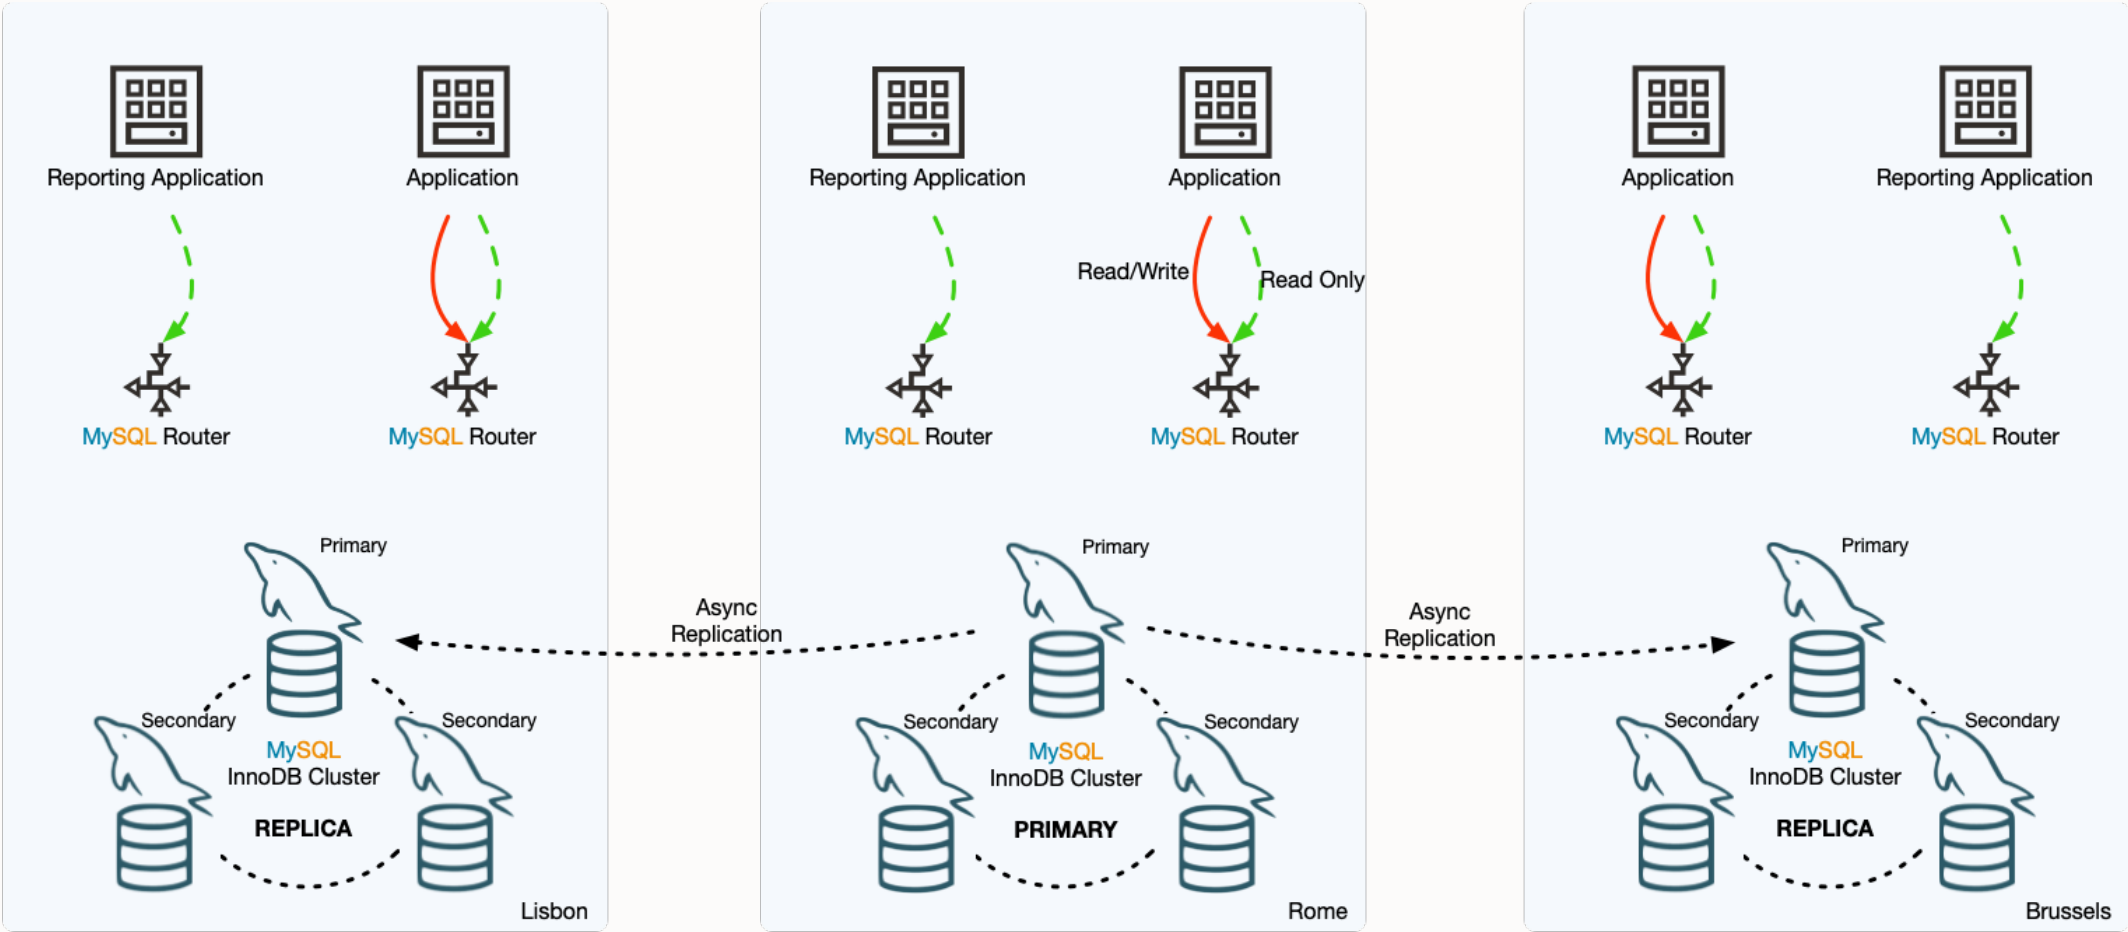 Reporting Application
Application
MySQL Router
MySQL Router
Primary
Secondary
Secondary
MySQL
InnoDB Cluster
REPLICA
Lisbon
Async
Replication
Reporting Application
Application
Read/Write
Read Only
MySQL Router
MySQL Router
Primary
Secondary
Secondary
MySQL
InnoDB Cluster
PRIMARY
Rome
Async
Replication
Application
Reporting Application
MySQL Router
MySQL Router
Primary
Secondary
Secondary
MySQL
InnoDB Cluster
REPLICA
Brussels